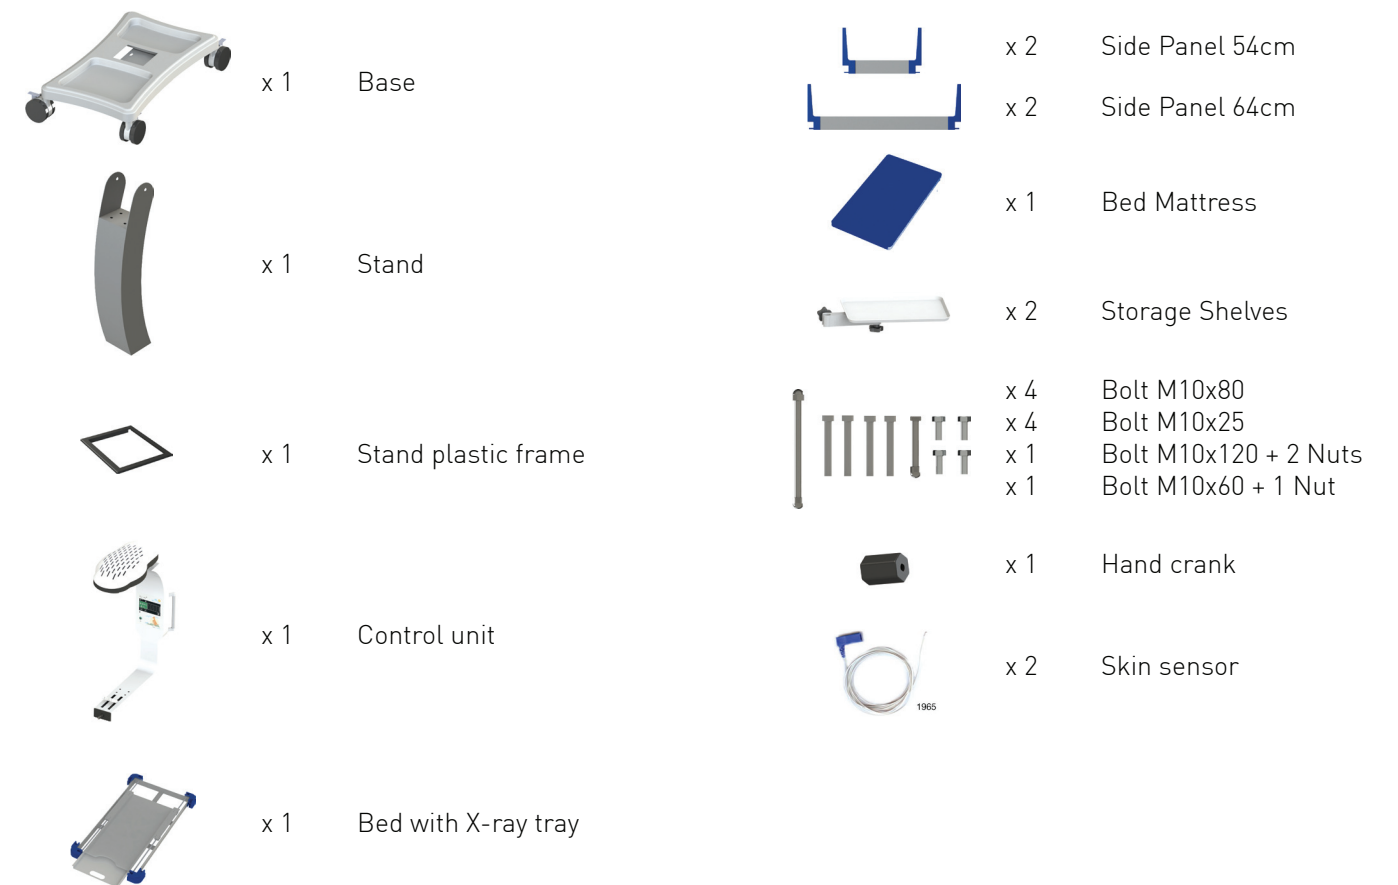 x 1 Base
x 1 Stand
x 1 Stand plastic frame
x 1 Control unit
x 1 Bed with X-ray tray
x 2 Side Panel 54cm
x 2 Side Panel 64cm
x 1 Bed Mattress
x 2 Storage Shelves
x 4 Bolt M10x80
x 4 Bolt M10x25
x 1 Bolt M10x120 + 2 Nuts
x 1 Bolt M10x60 + 1 Nut
x 1 Hand crank
x 2 Skin sensor
1965